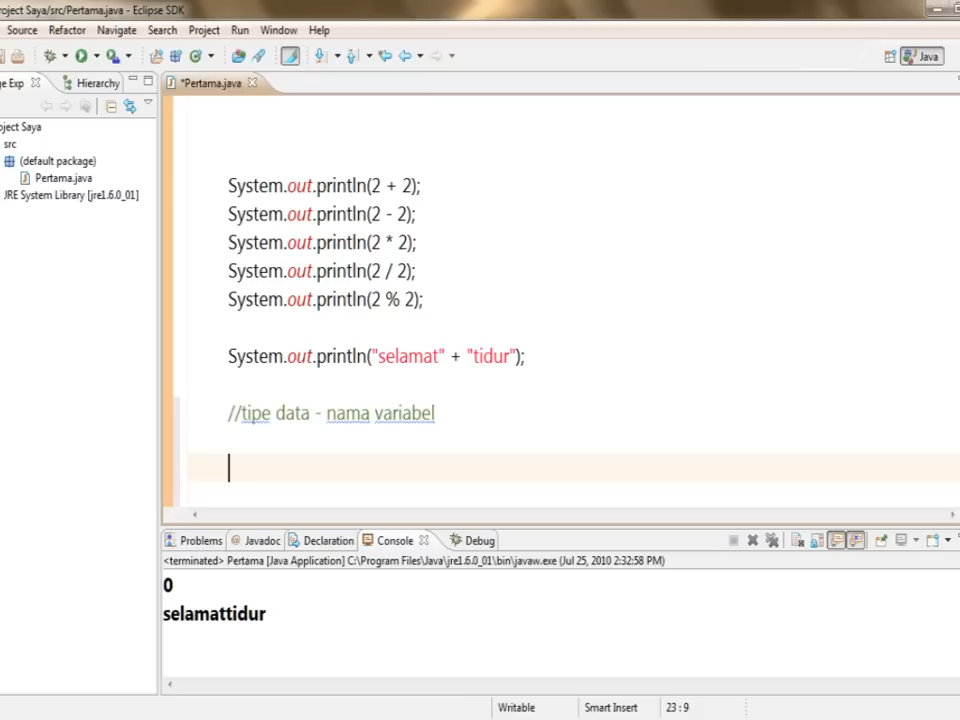 roject Saya/src/Pertama.java - Eclipse SDK
Source Refactor Navigate Search Project Run Window Help
Java
ge Exp Hierarchy *Pertama.java
oject Saya
src
(default package)
Pertama.java
JRE System Library [jre1.6.0_01]
System.out.println(2 + 2);
System.out.println(2 - 2);
System.out.println(2 * 2);
System.out.println(2 / 2);
System.out.println(2 % 2);
System.out.println("selamat" + "tidur");
//tipe data - nama variabel
Problems @ Javadoc Declaration Console Debug
<terminated> Pertama [Java Application] C:\Program Files\Java\jre1.6.0_01\bin\javaw.exe (Jul 25, 2010 2:32:58 PM)
0
selamattidur
Writable Smart Insert 23 : 9